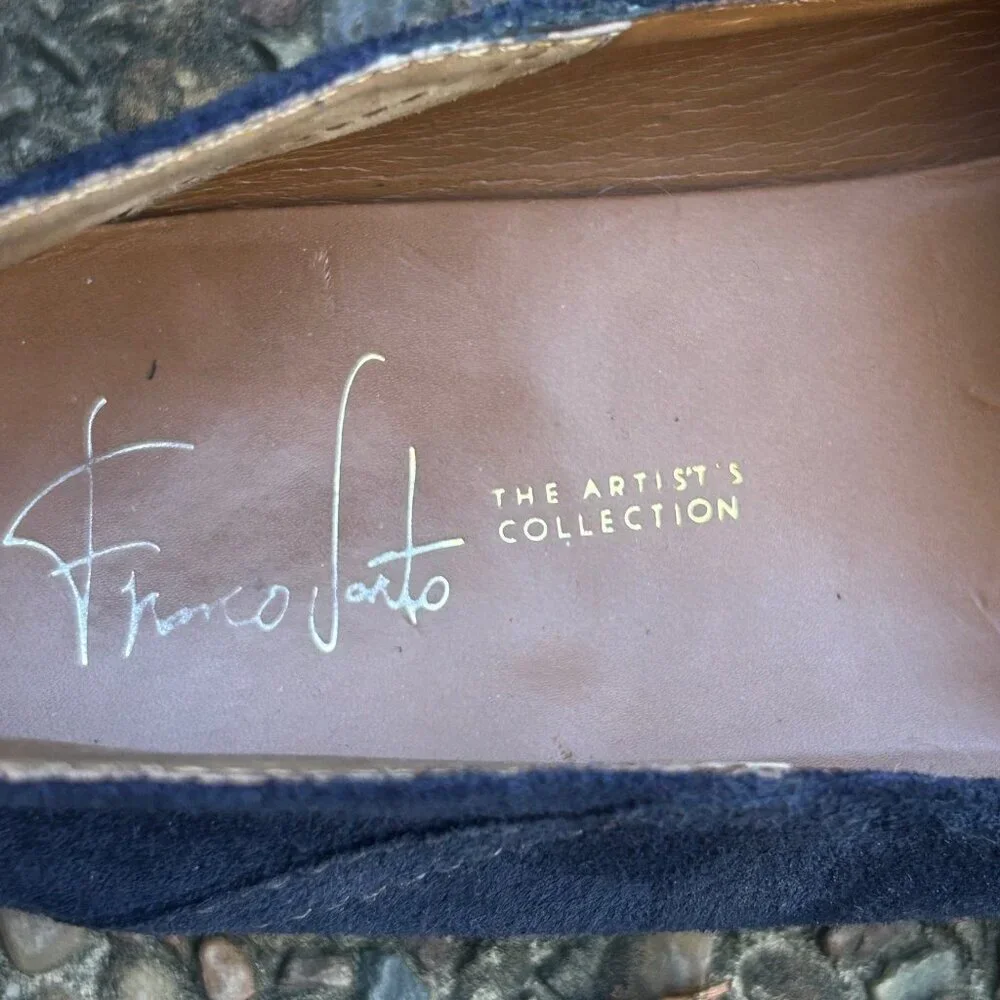 Franco Sarto
THE ARTIST'S
COLLECTION